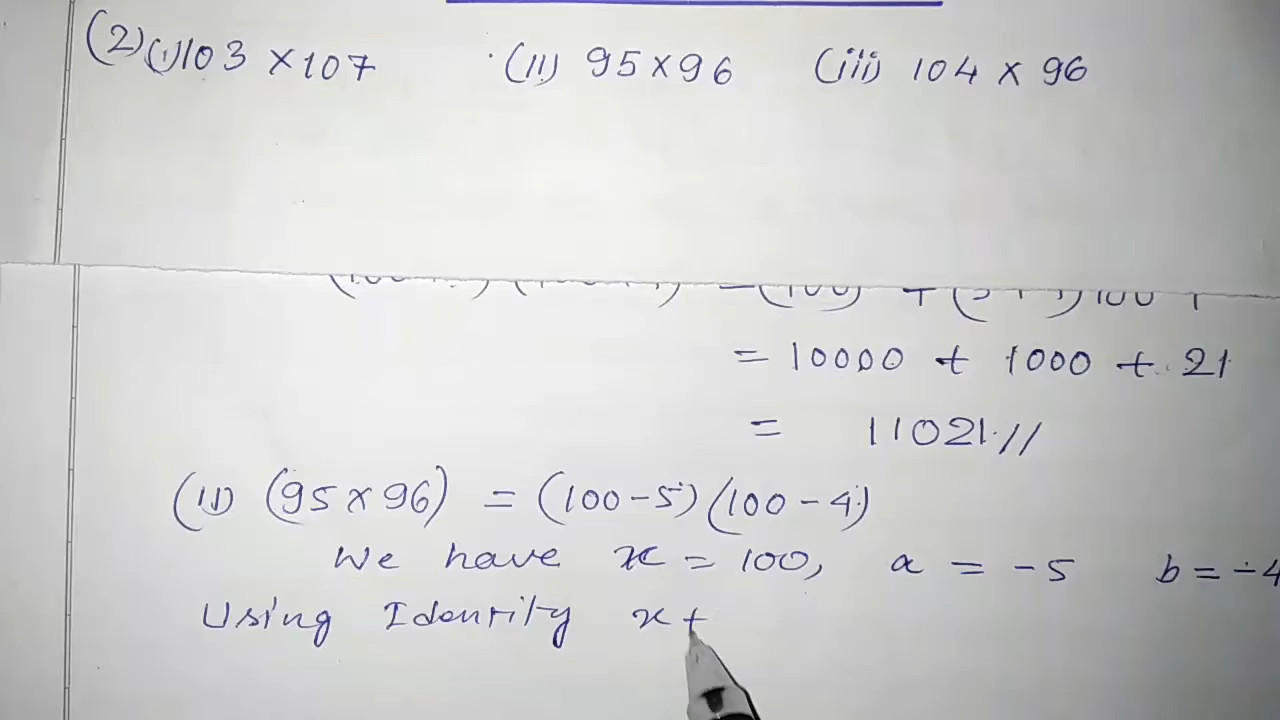 (2) (i) 103 × 107 (ii) 95 × 96 (iii) 104 × 96
= 10000 + 1000 + 21
= 11021 //
(ii) (95 × 96) = (100 - 5) (100 - 4)
We have x = 100, a = -5 b = -4
Using Identity x +